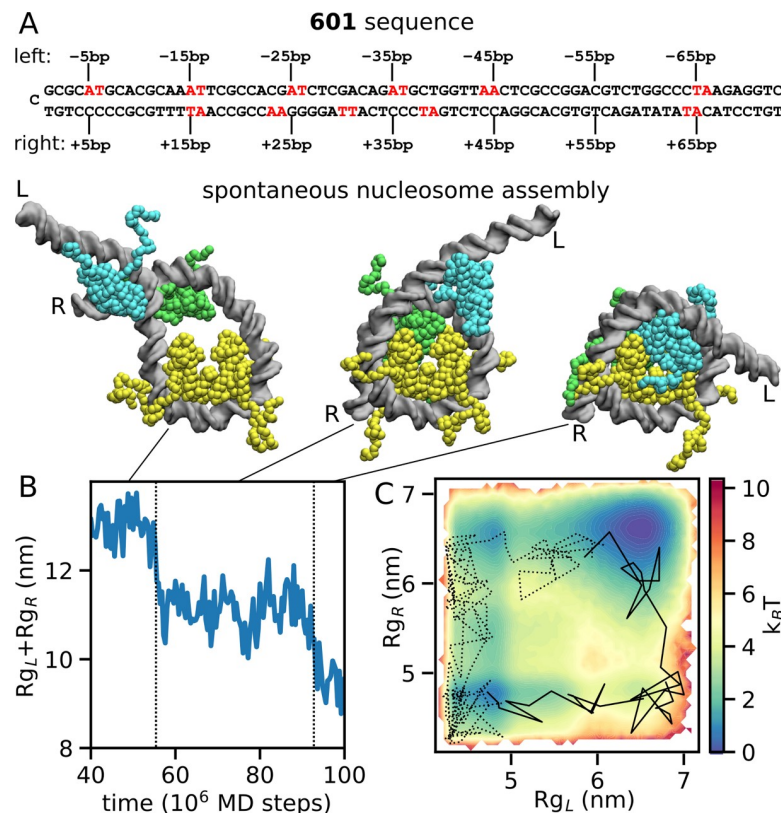 A
601 sequence
left: -5bp -15bp -25bp -35bp -45bp -55bp -65bp
GCGCATGCACGCAAATTCGCCACGATCTCGACAGATGCTGGTTAACTCGCCGGACGTCTGGCCCTAAGAGGTC
C
TGTCCCCCGCGTTTTAACCGCCAAGGGGATTACTCCCTAGTCTCCAGGCACGTGTCAGATATATACATCCTGT
right: +5bp +15bp +25bp +35bp +45bp +55bp +65bp
L
spontaneous nucleosome assembly
L
R
R
L
R
B
C
12
10
8
Rg_L+Rg_R (nm)
40 60 80 100
time (10^6 MD steps)
7
6
5
Rg_R (nm)
5 6 7
Rg_L (nm)
10
8
6
4
2
0
k_BT